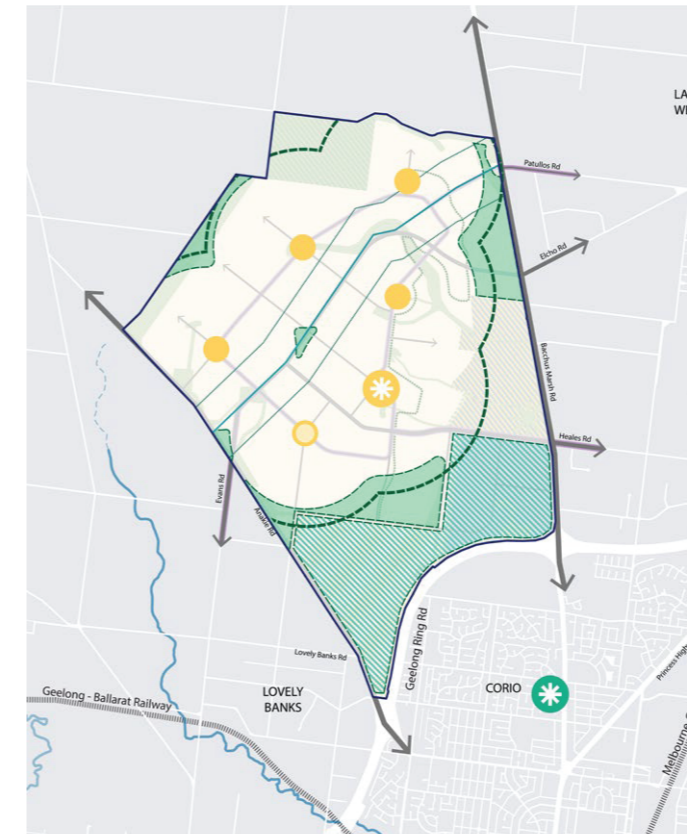 LA
WI
Patullos Rd
Elcho Rd
Bacchus Marsh Rd
Heales Rd
Evans Rd
Anakie Rd
Geelong Ring Rd
Lovely Banks Rd
LOVELY
BANKS
CORIO
Princess High
Geelong - Ballarat Railway
Melbourne